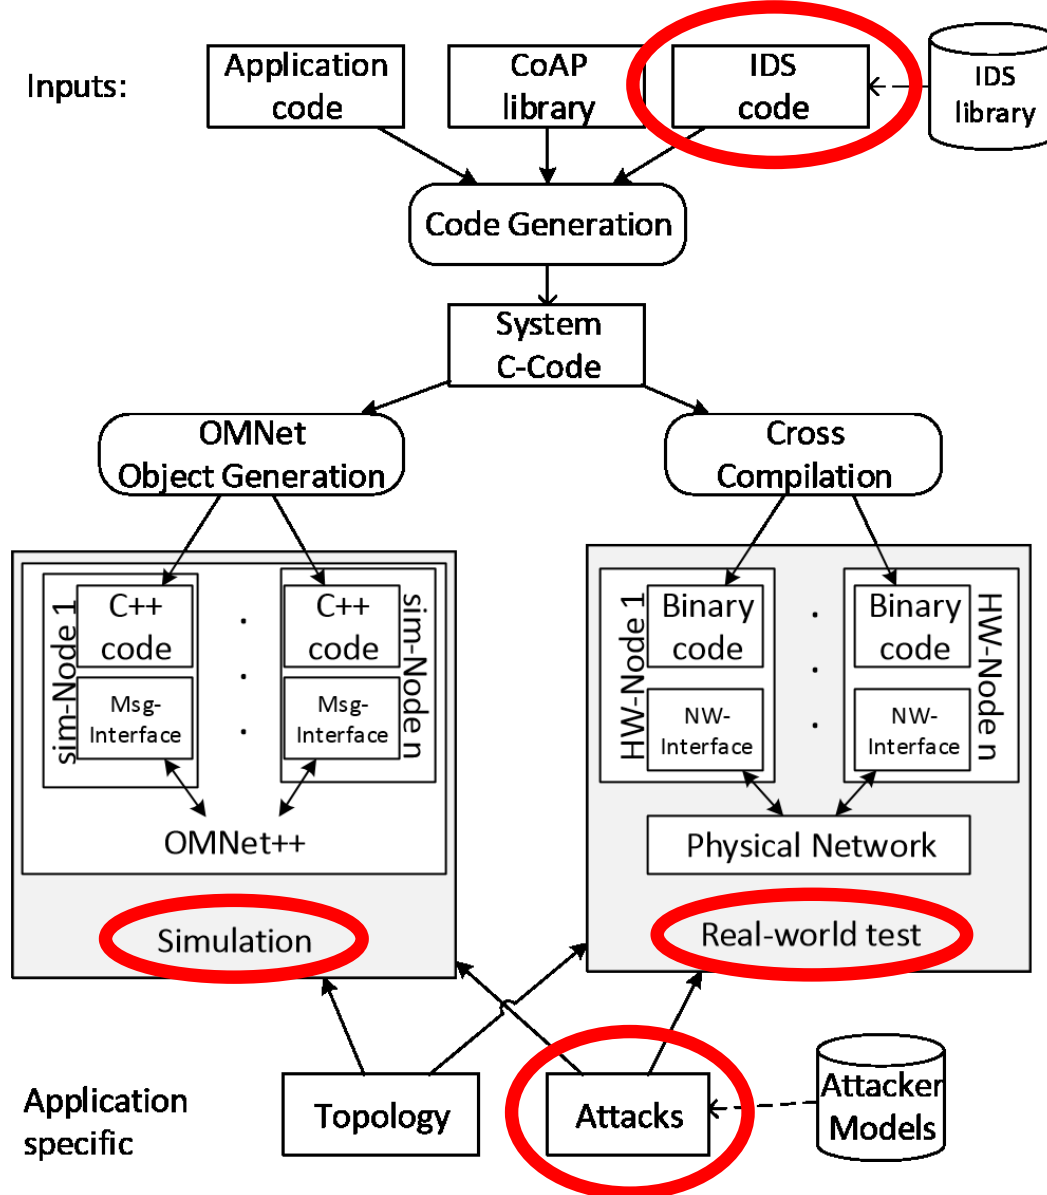 Inputs:
Application
code
CoAP
library
IDS
code
IDS
library
Code Generation
System
C-Code
OMNet
Object Generation
Cross
Compilation
sim-Node 1
C++
code
Msg-
Interface
C++
code
Msg-
Interface
sim-Node n
OMNet++
Simulation
HW-Node 1
Binary
code
NW-
Interface
Binary
code
NW-
Interface
HW-Node n
Physical Network
Real-world test
Application
specific
Topology
Attacks
Attacker
Models